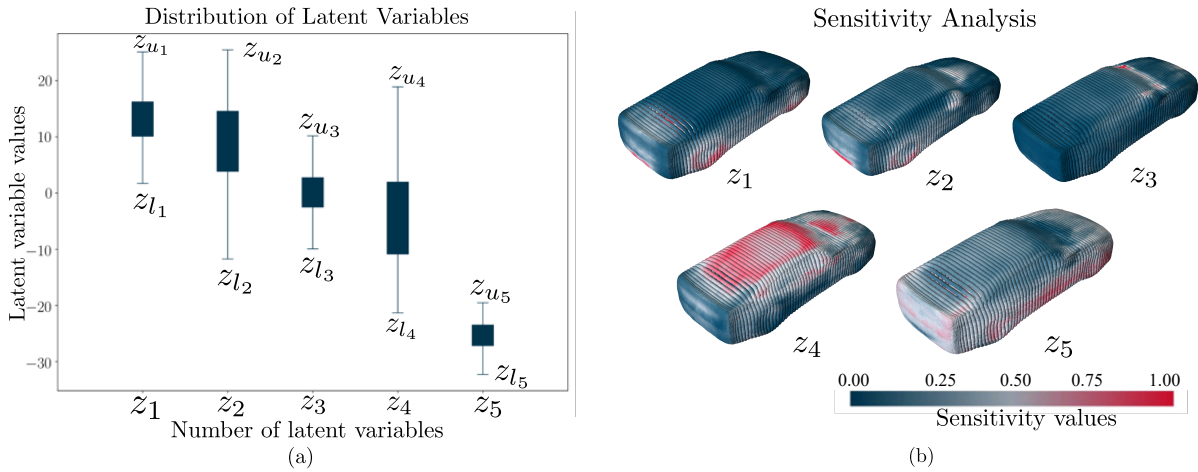 Distribution of Latent Variables
Latent variable values
20
10
0
−10
−20
−30
z_{u_1}
z_{u_2}
z_{u_3}
z_{u_4}
z_{u_5}
z_{l_1}
z_{l_2}
z_{l_3}
z_{l_4}
z_{l_5}
z_1 z_2 z_3 z_4 z_5
Number of latent variables
(a)
Sensitivity Analysis
z_1 z_2 z_3
z_4 z_5
0.00 0.25 0.50 0.75 1.00
Sensitivity values
(b)